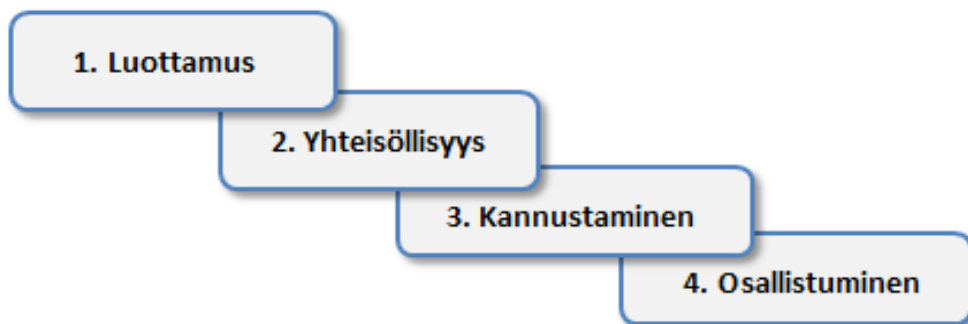 1. Luottamus
2. Yhteisöllisyys
3. Kannustaminen
4. Osallistuminen